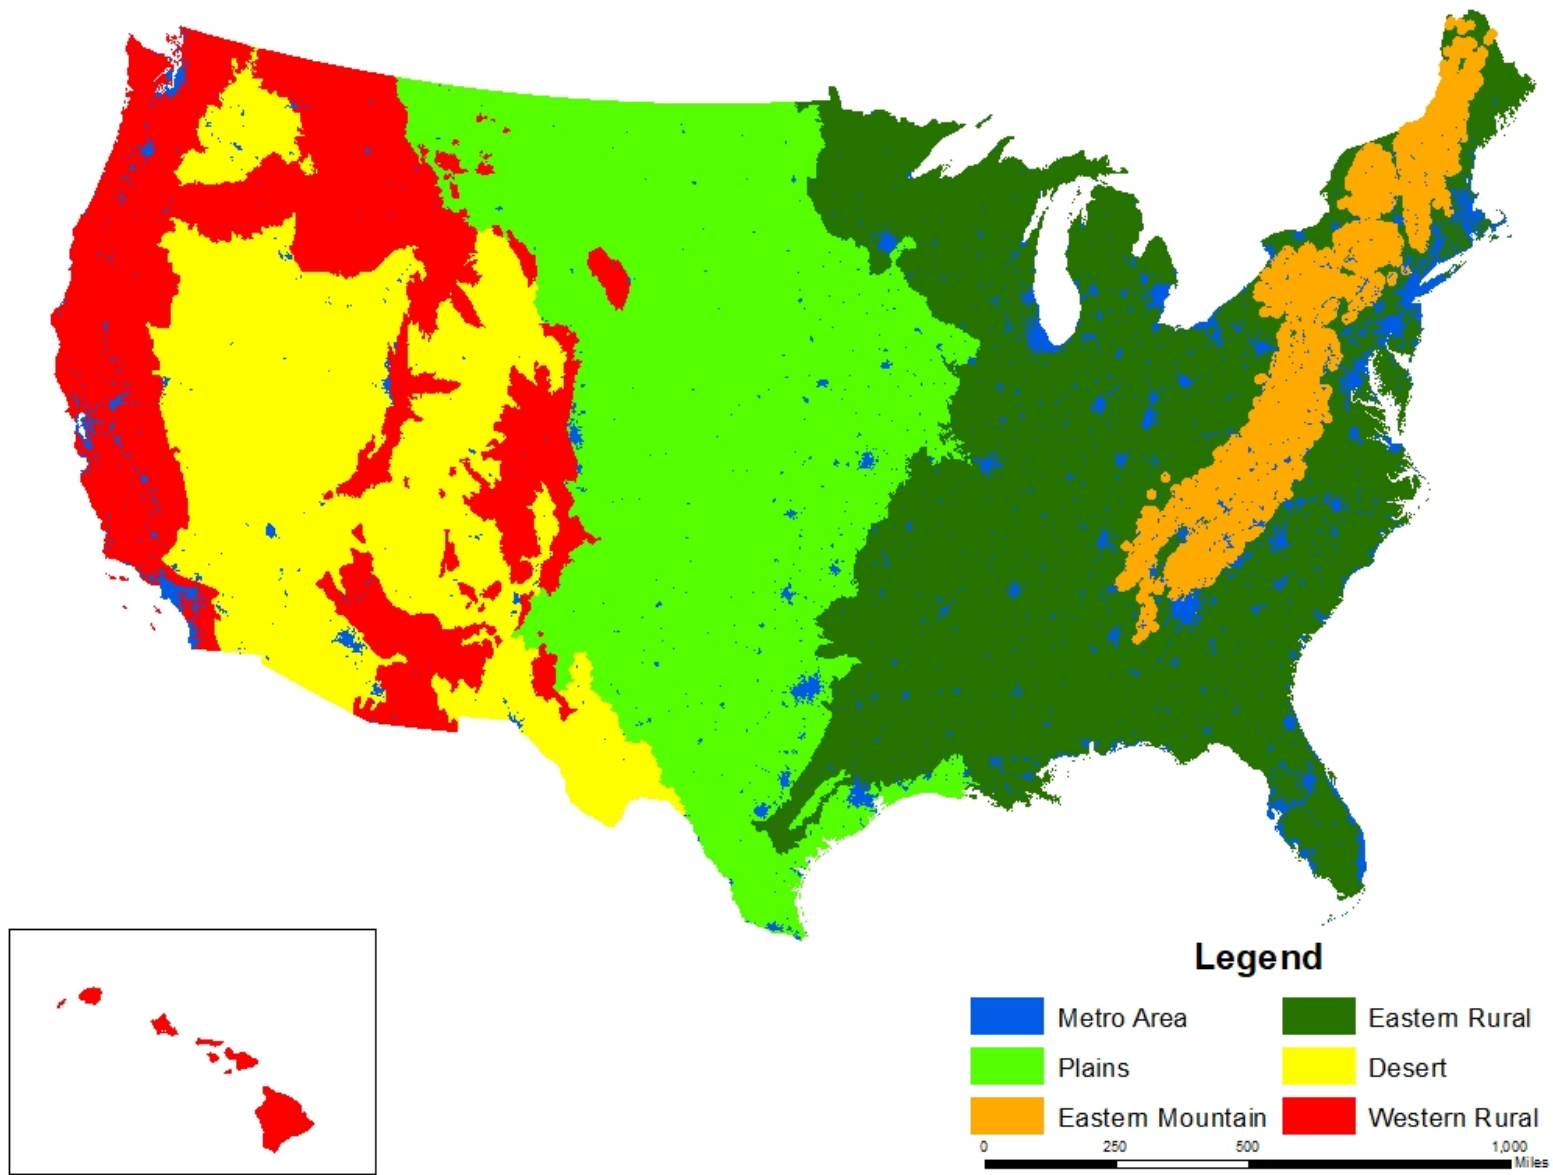 Legend
Metro Area
Eastern Rural
Plains
Desert
Eastern Mountain
Western Rural
0 250 500 1,000
Miles